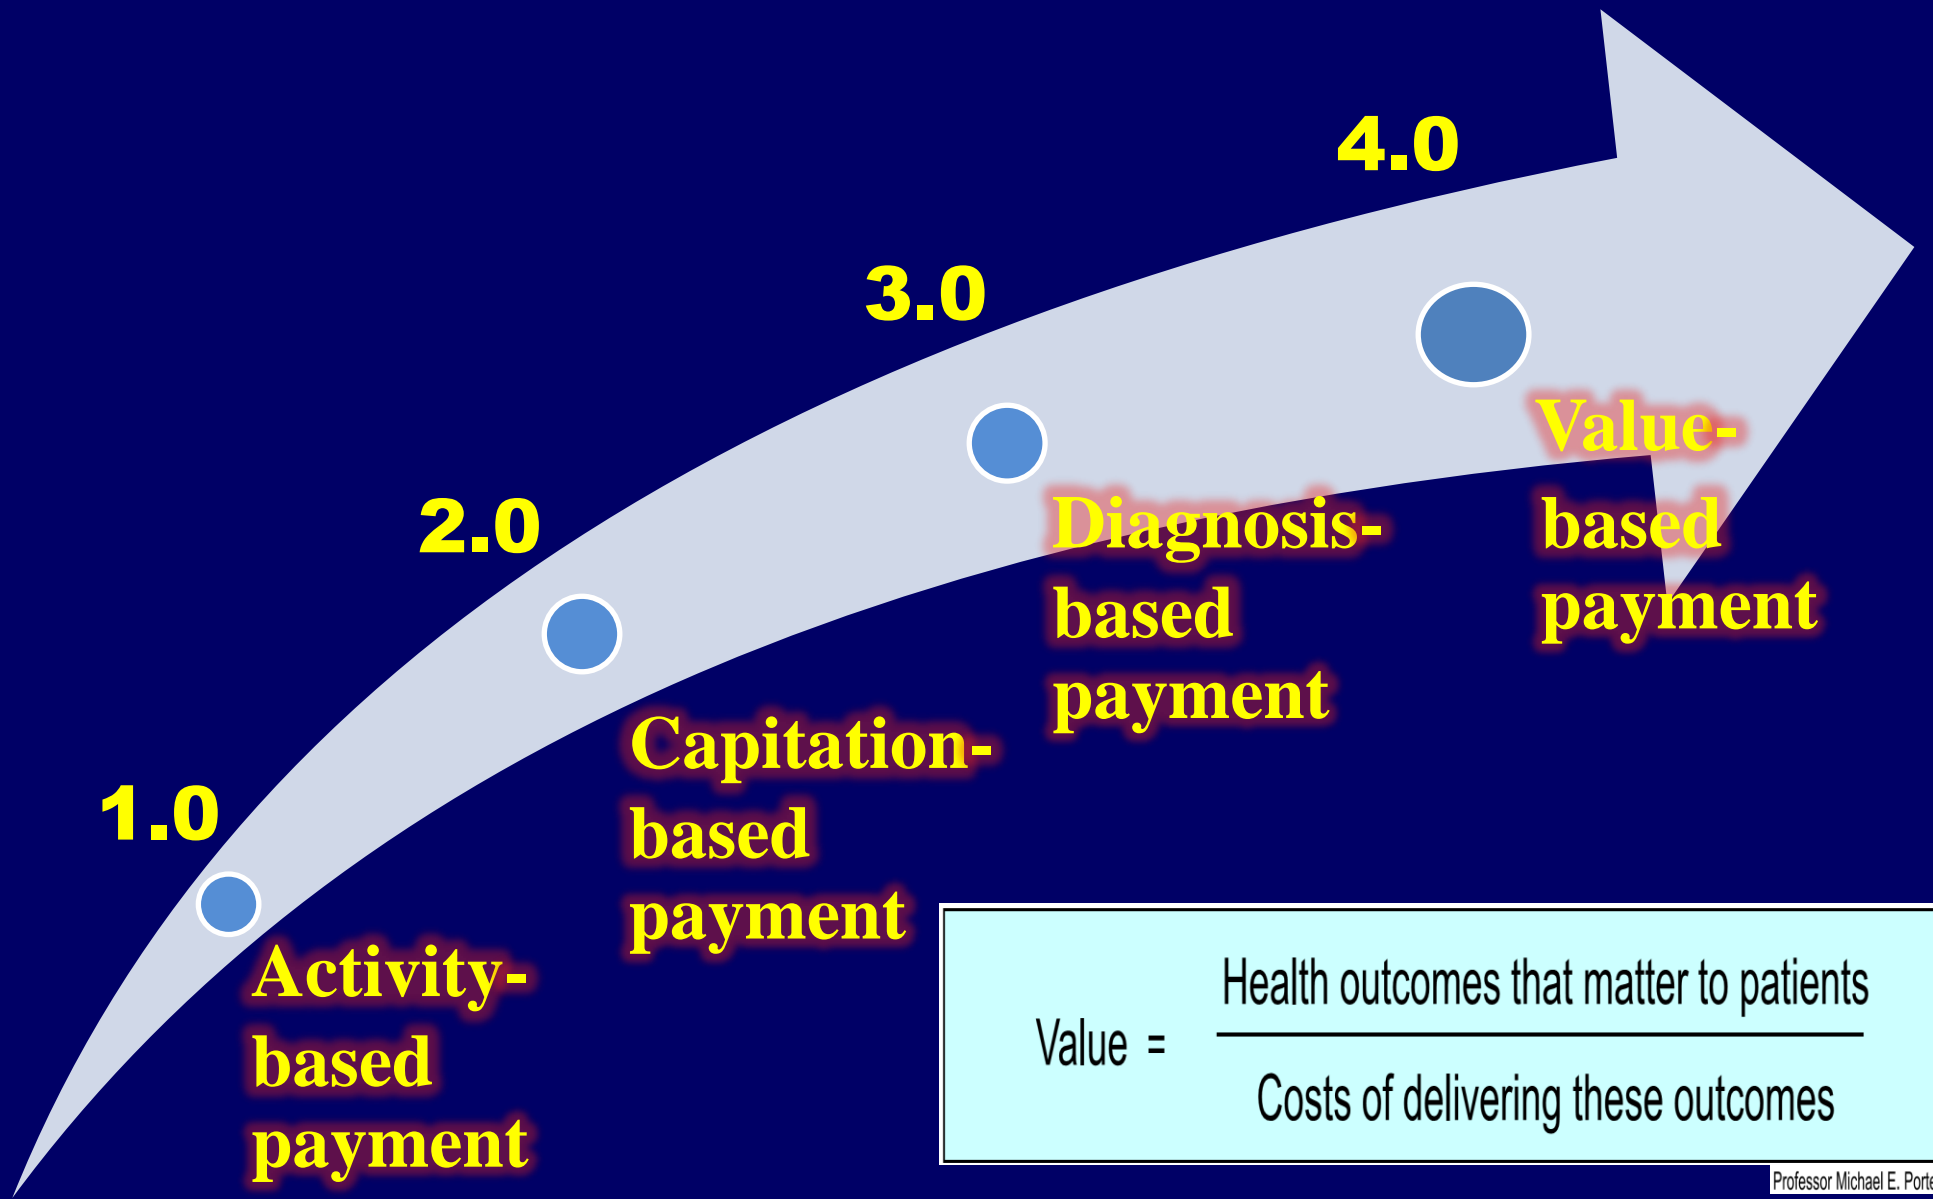 1.0
Activity-
based
payment
2.0
Capitation-
based
payment
3.0
Diagnosis-
based
payment
4.0
Value-
based
payment
Value =
Health outcomes that matter to patients
Costs of delivering these outcomes
Professor Michael E. Porte